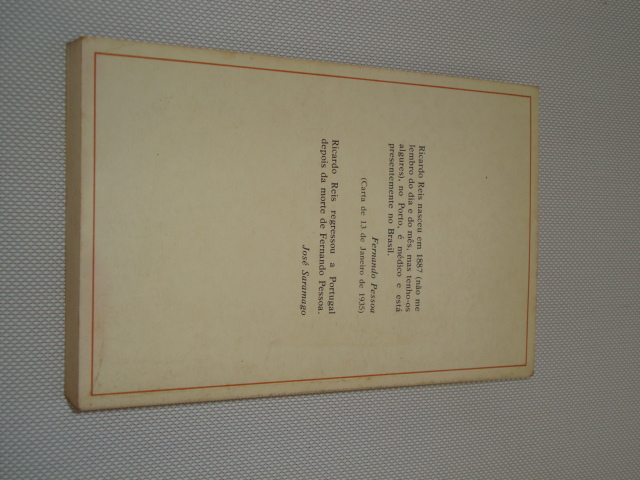 Ricardo Reis nasceu em 1887 (não me
lembro do dia e do mês, mas tenho-os
algures), no Porto, é médico e está
presentemente no Brasil.
Fernando Pessoa
(Carta de 13 de Janeiro de 1935)
Ricardo Reis regressou a Portugal
depois da morte de Fernando Pessoa.
José Saramago